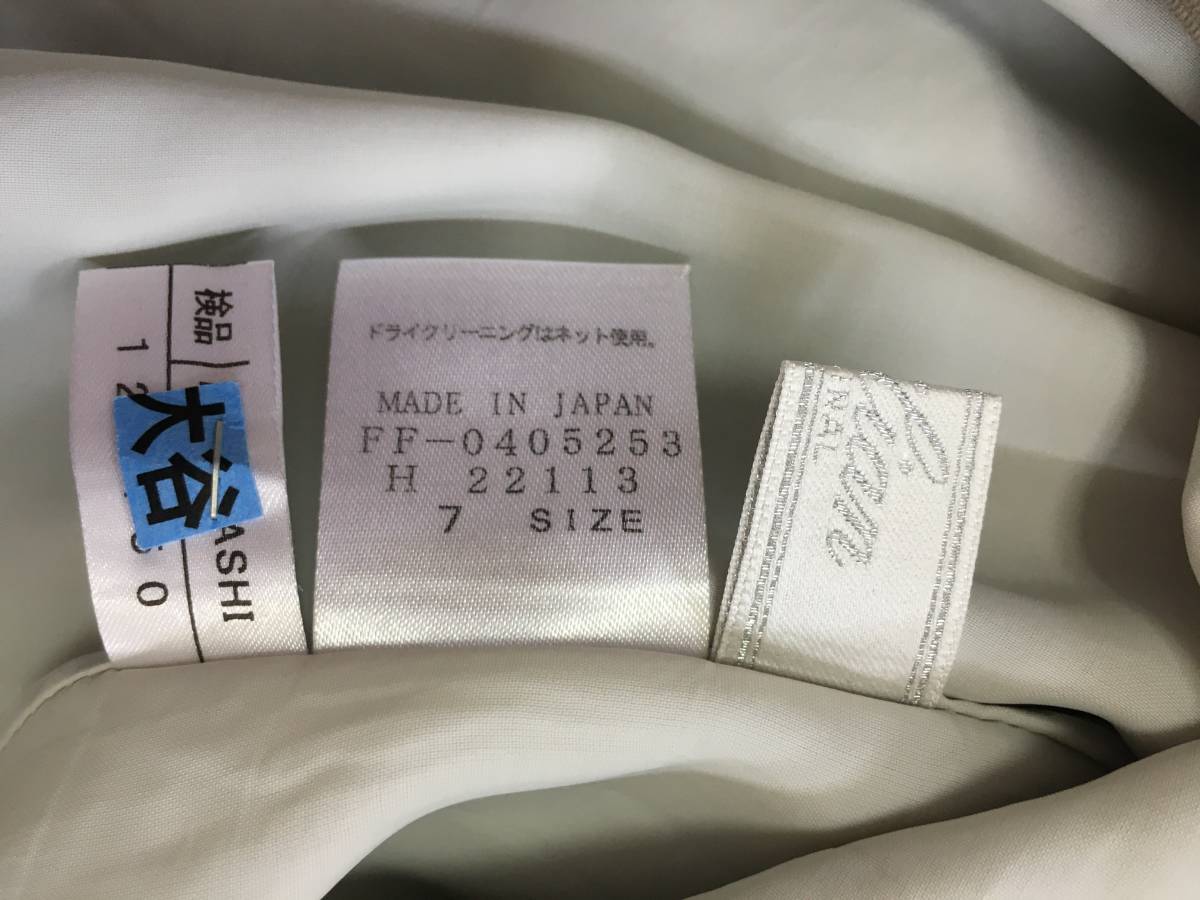 検品
1 2
大谷
ASHI
0
ドライクリーニングはネット使用。
MADE IN JAPAN
FF-0405253
H 22113
7 SIZE